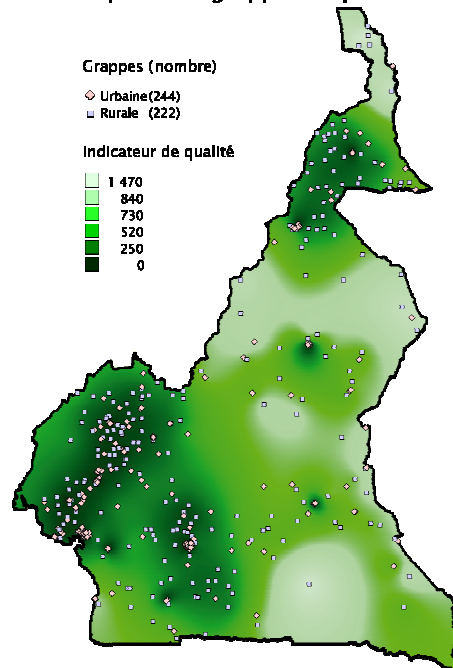 Grappes (nombre)
Urbaine (244)
Rurale (222)
Indicateur de qualité
1 470
840
730
520
250
0